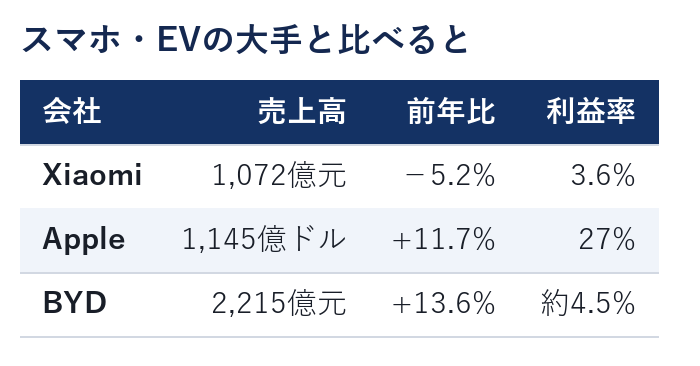 スマホ・EVの大手と比べると
会社 売上高 前年比 利益率
Xiaomi 1,072億元 −5.2% 3.6%
Apple 1,145億ドル +11.7% 27%
BYD 2,215億元 +13.6% 約4.5%